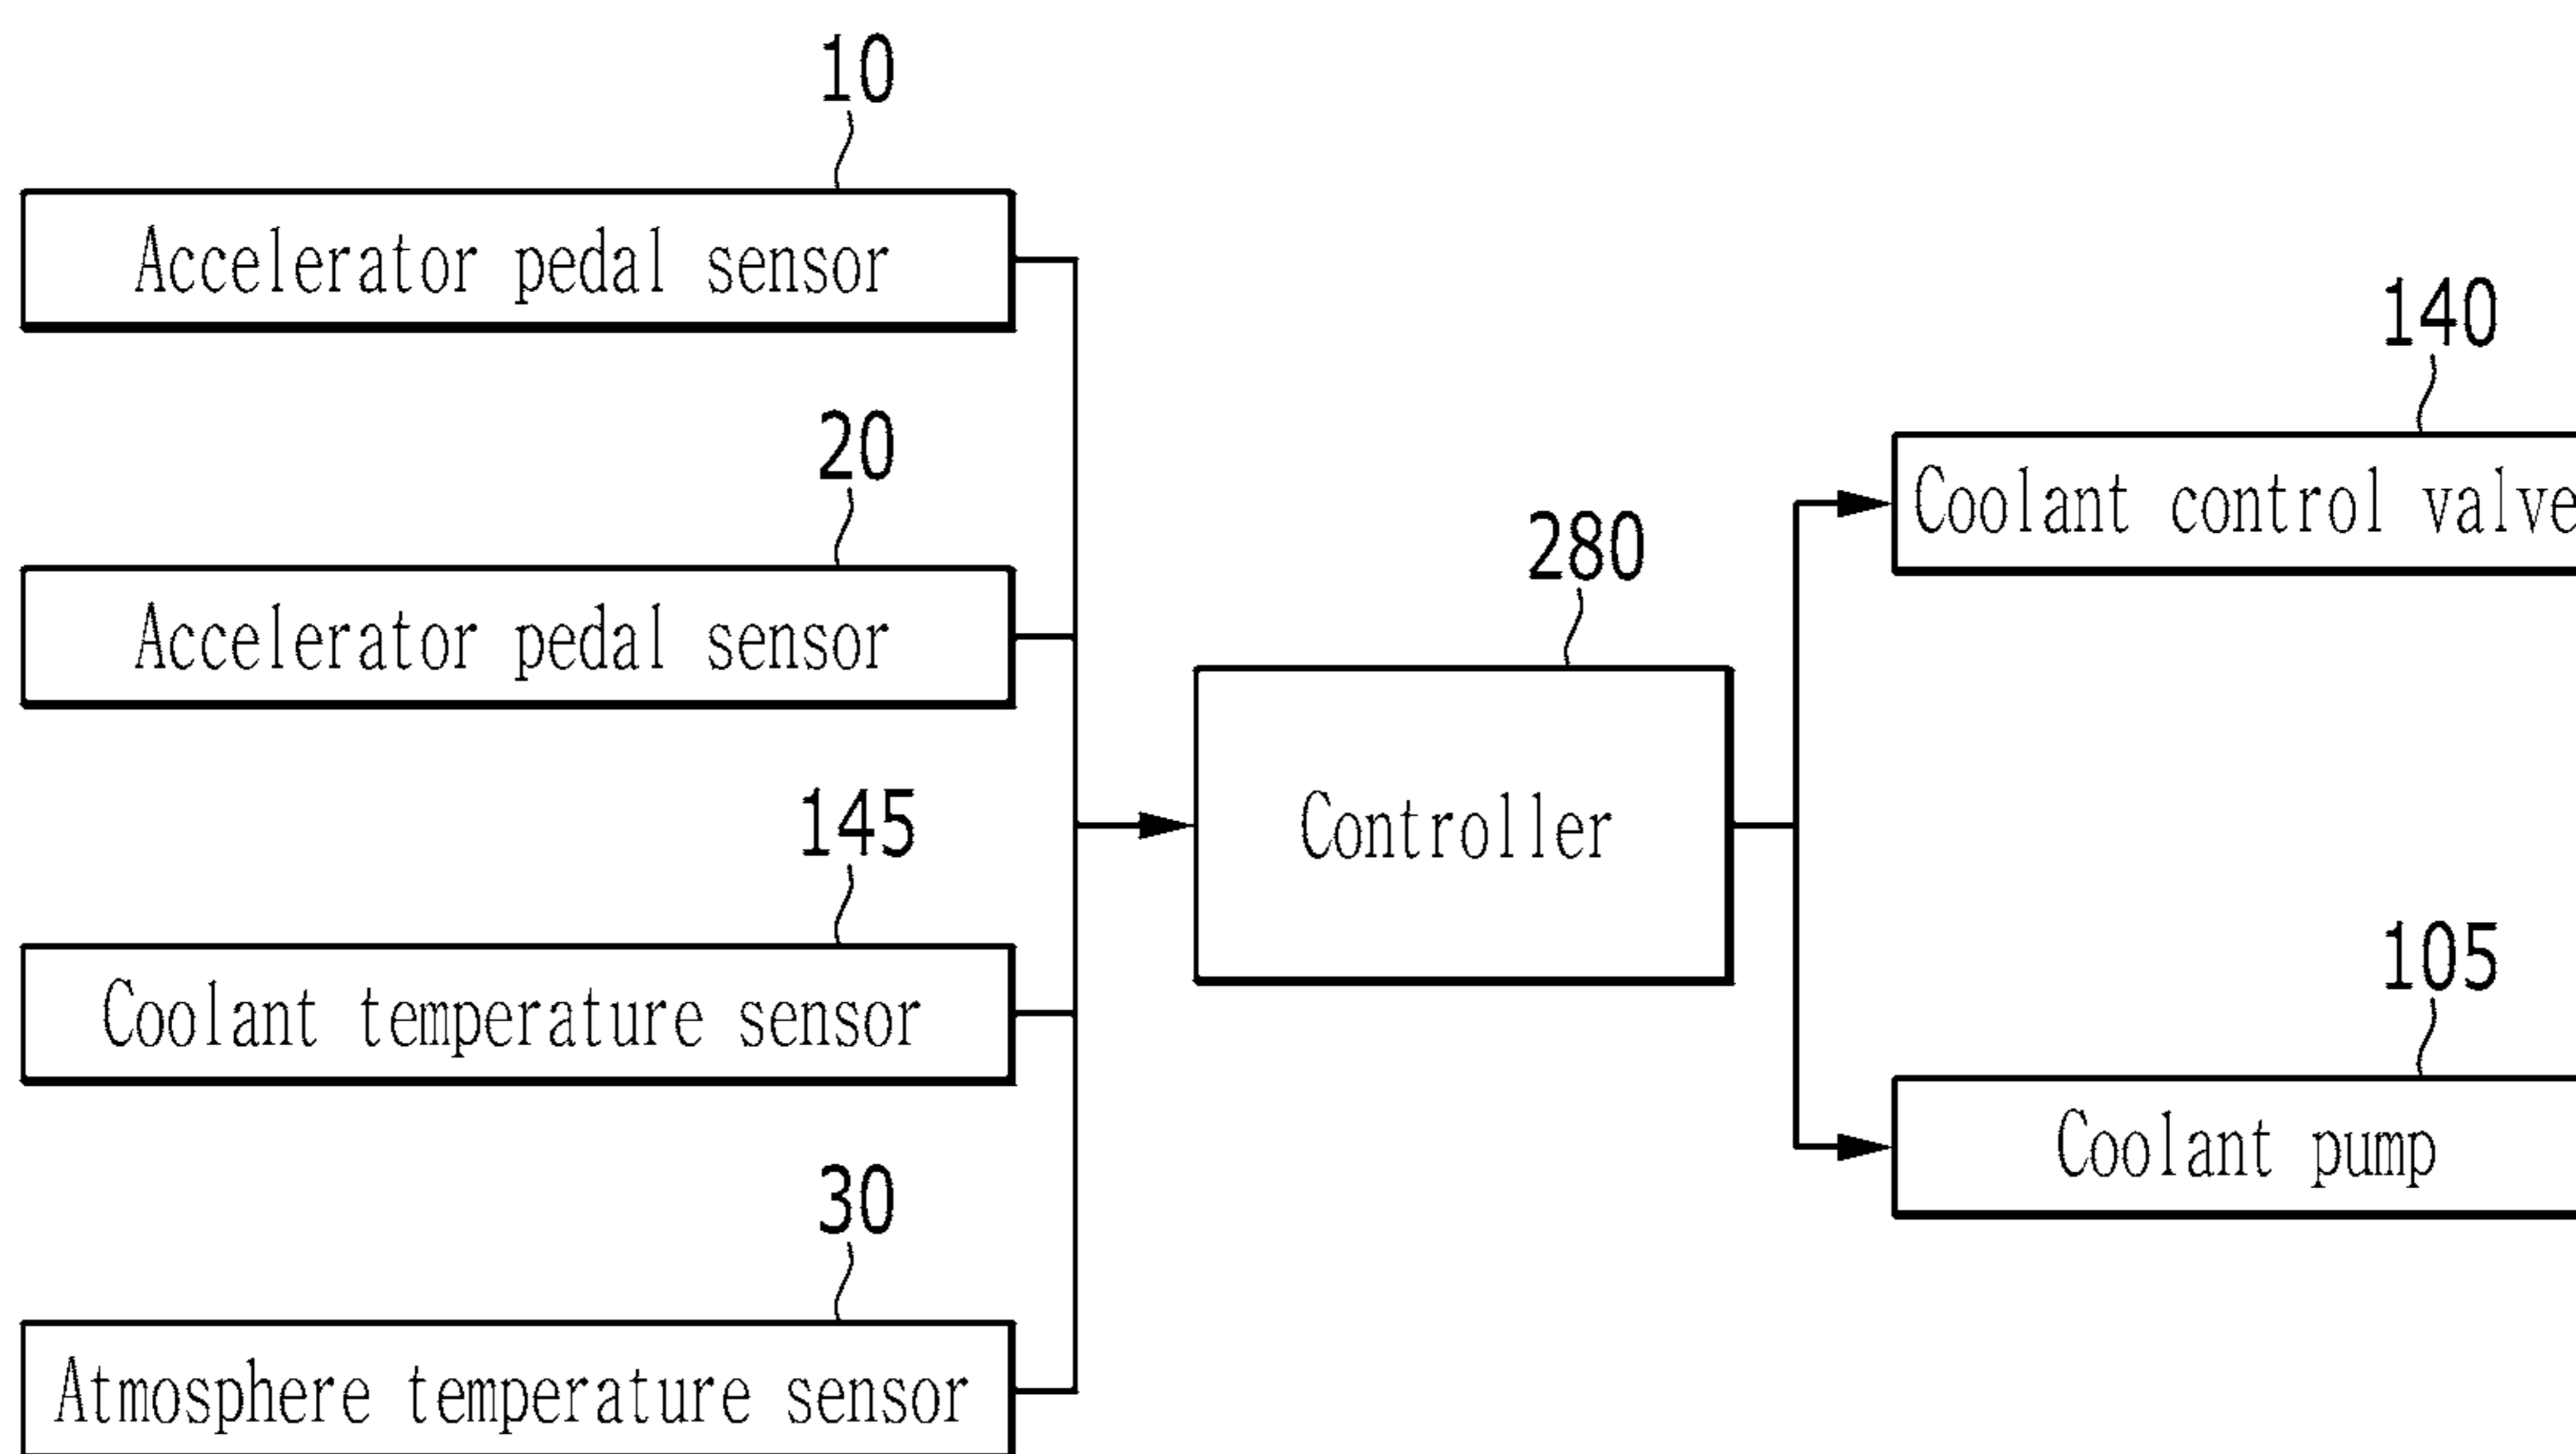 10
Accelerator pedal sensor
20
Accelerator pedal sensor
145
Coolant temperature sensor
30
Atmosphere temperature sensor
280
Controller
140
Coolant control valve
105
Coolant pump